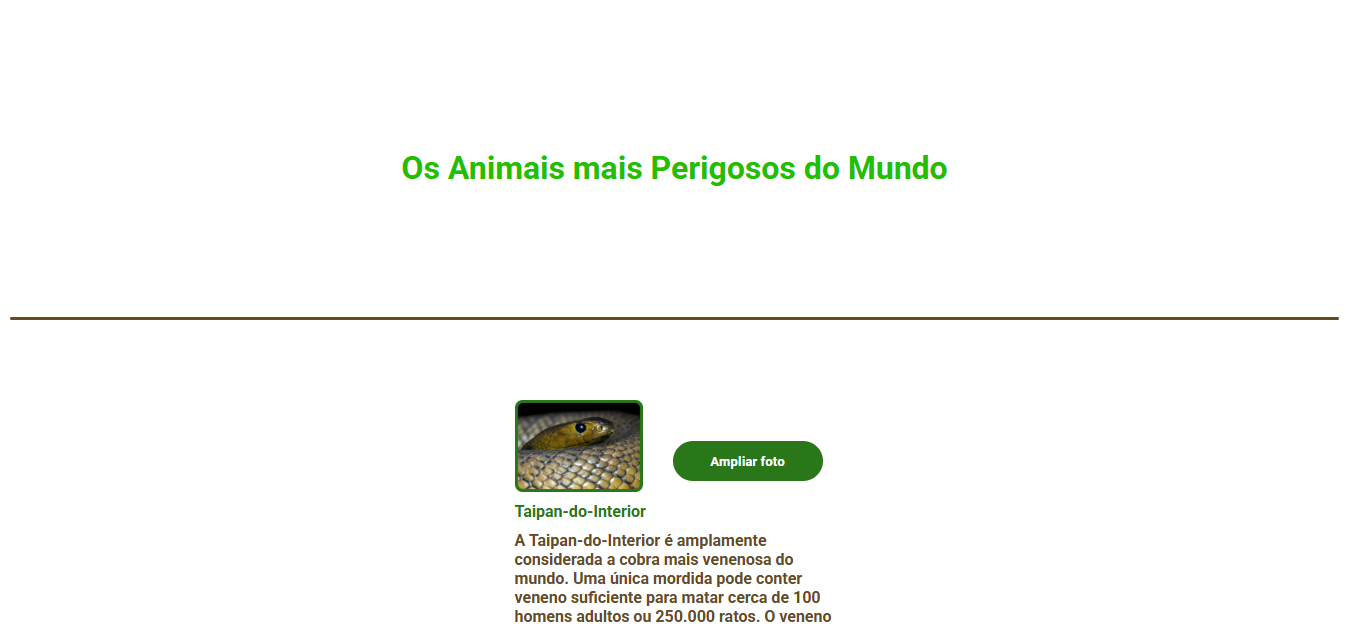 Os Animais mais Perigosos do Mundo
Ampliar foto
Taipan-do-Interior
A Taipan-do-Interior é amplamente
considerada a cobra mais venenosa do
mundo. Uma única mordida pode conter
veneno suficiente para matar cerca de 100
homens adultos ou 250.000 ratos. O veneno